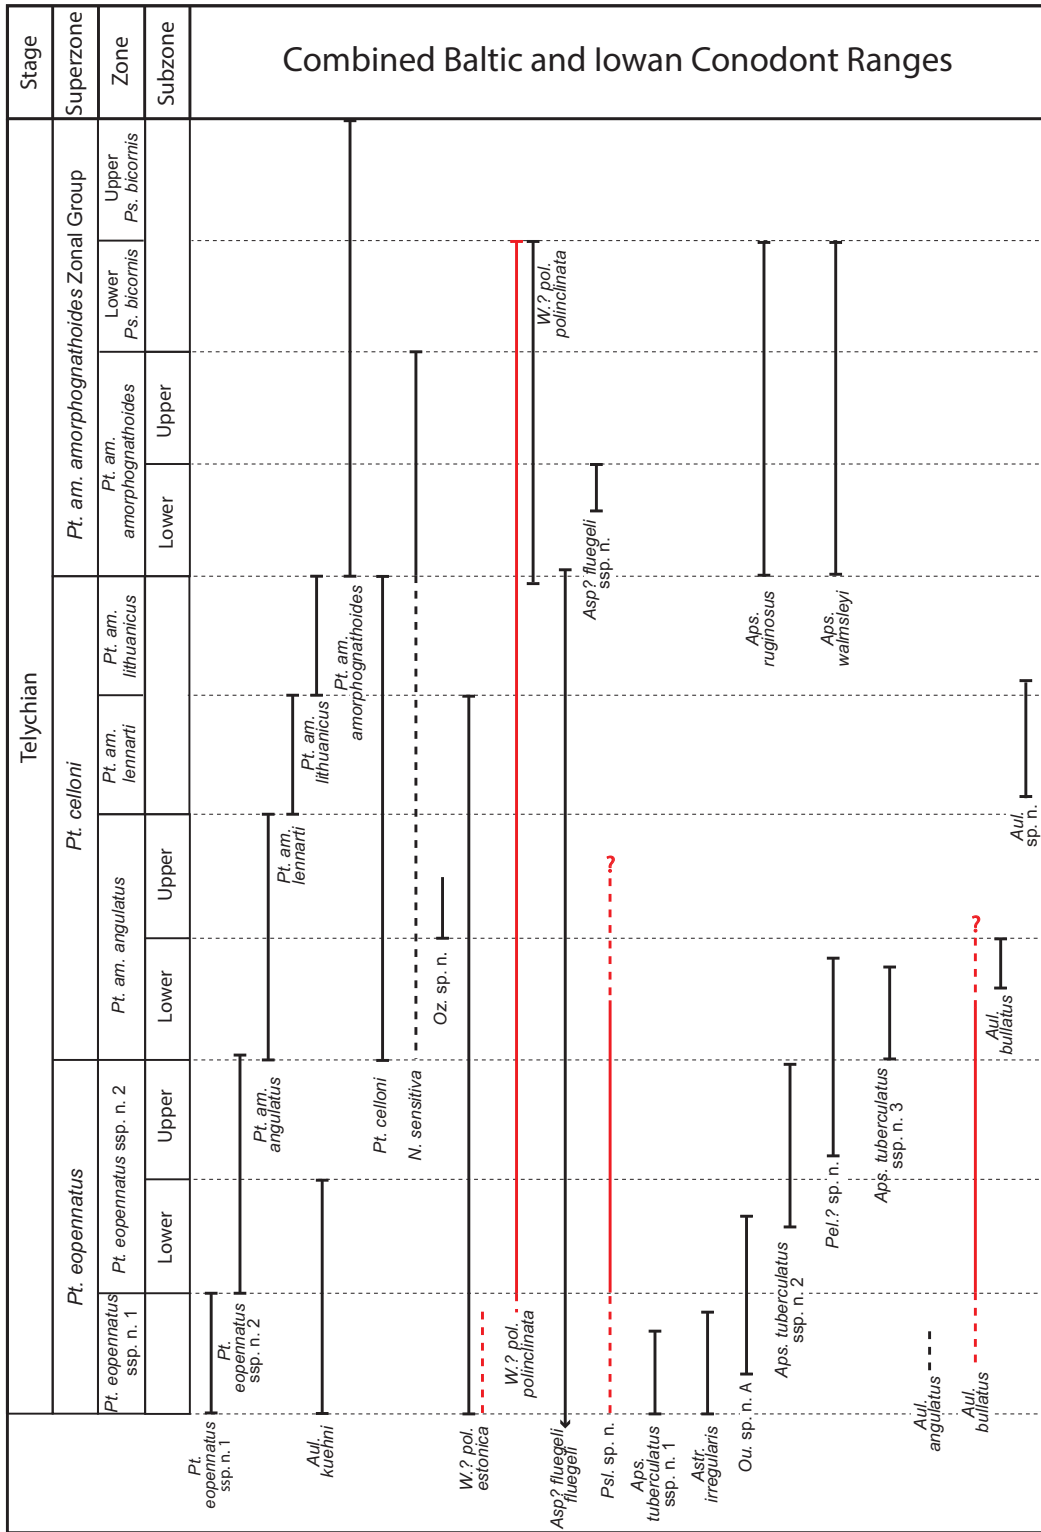 Combined Baltic and Iowan Conodont Ranges
Stage
Superzone
Zone
Subzone
Telychian
Pt. am. amorphognathoides Zonal Group
Pt. celloni
Pt. eopennatus
Upper
Ps. bicornis
Lower
Ps. bicornis
Pt. am.
amorphognathoides
Pt. am.
lithuanicus
Pt. am.
lennarti
Pt. am. angulatus
Pt. eopennatus ssp. n. 2
Pt. eopennatus
ssp. n. 1
Upper
Lower
Upper
Lower
Upper
Lower
Pt.
eopennatus
ssp. n. 1
Pt.
eopennatus
ssp. n. 2
Pt. am.
angulatus
Pt. am.
lennarti
Aul.
kuehni
Pt. am.
lithuanicus
Pt. am.
amorphognathoides
Pt. celloni
N. sensitiva
Oz. sp. n.
W.? pol.
estonica
W.? pol.
polinclinata
W.? pol.
polinclinata
Asp? fluegeli
fluegeli
Asp? fluegeli
ssp. n.
Psl. sp. n.
?
Aps.
tuberculatus
ssp. n. 1
Astr.
irregularis
Ou. sp. n. A
Aps.
ruginosus
Aps. tuberculatus
ssp. n. 2
Aps.
walmsleyi
Pel.? sp. n.
Aps. tuberculatus
ssp. n. 3
Aul.
angulatus
Aul.
bullatus
?
Aul.
bullatus
Aul.
sp. n.